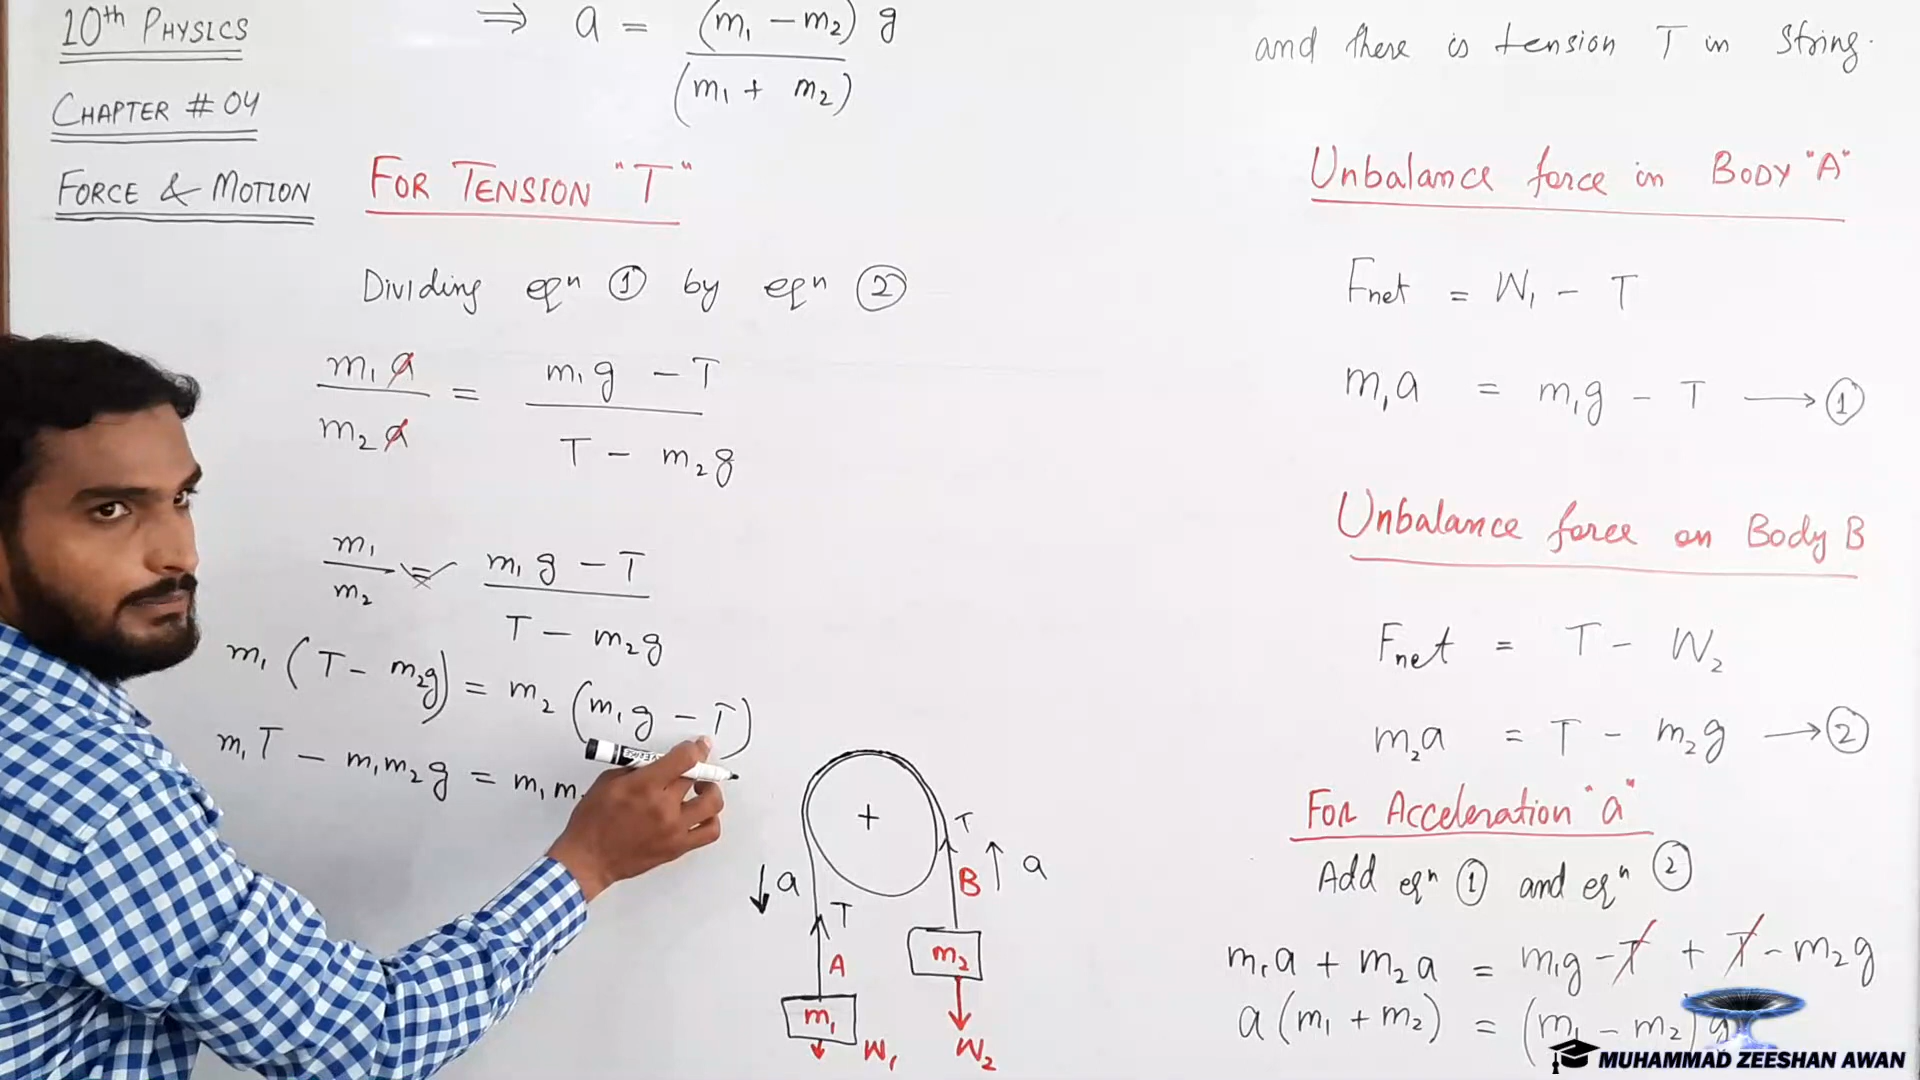 10th PHYSICS
CHAPTER # 04
FORCE & MOTION
⇒ a = (m₁ - m₂) g
(m₁ + m₂)
FOR TENSION "T"
Dividing eqⁿ ① by eqⁿ ②
m₁a = m₁g - T
m₂a T - m₂g
m₁ = m₁g - T
m₂ T - m₂g
m₁ (T - m₂g) = m₂ (m₁g - T)
m₁T - m₁m₂g = m₁m
+
T
a
B
a
T
A
m₂
m₁
W₁
W₂
and there is tension T in string.
Unbalance force in BODY "A"
Fnet = W₁ - T
m₁a = m₁g - T → ①
Unbalance force on Body B
Fnet = T - W₂
m₂a = T - m₂g → ②
For Acceleration "a"
Add eqⁿ ① and eqⁿ ②
m₁a + m₂a = m₁g - T + T - m₂g
a (m₁ + m₂) = (m₁ - m₂) g
MUHAMMAD ZEESHAN AWAN